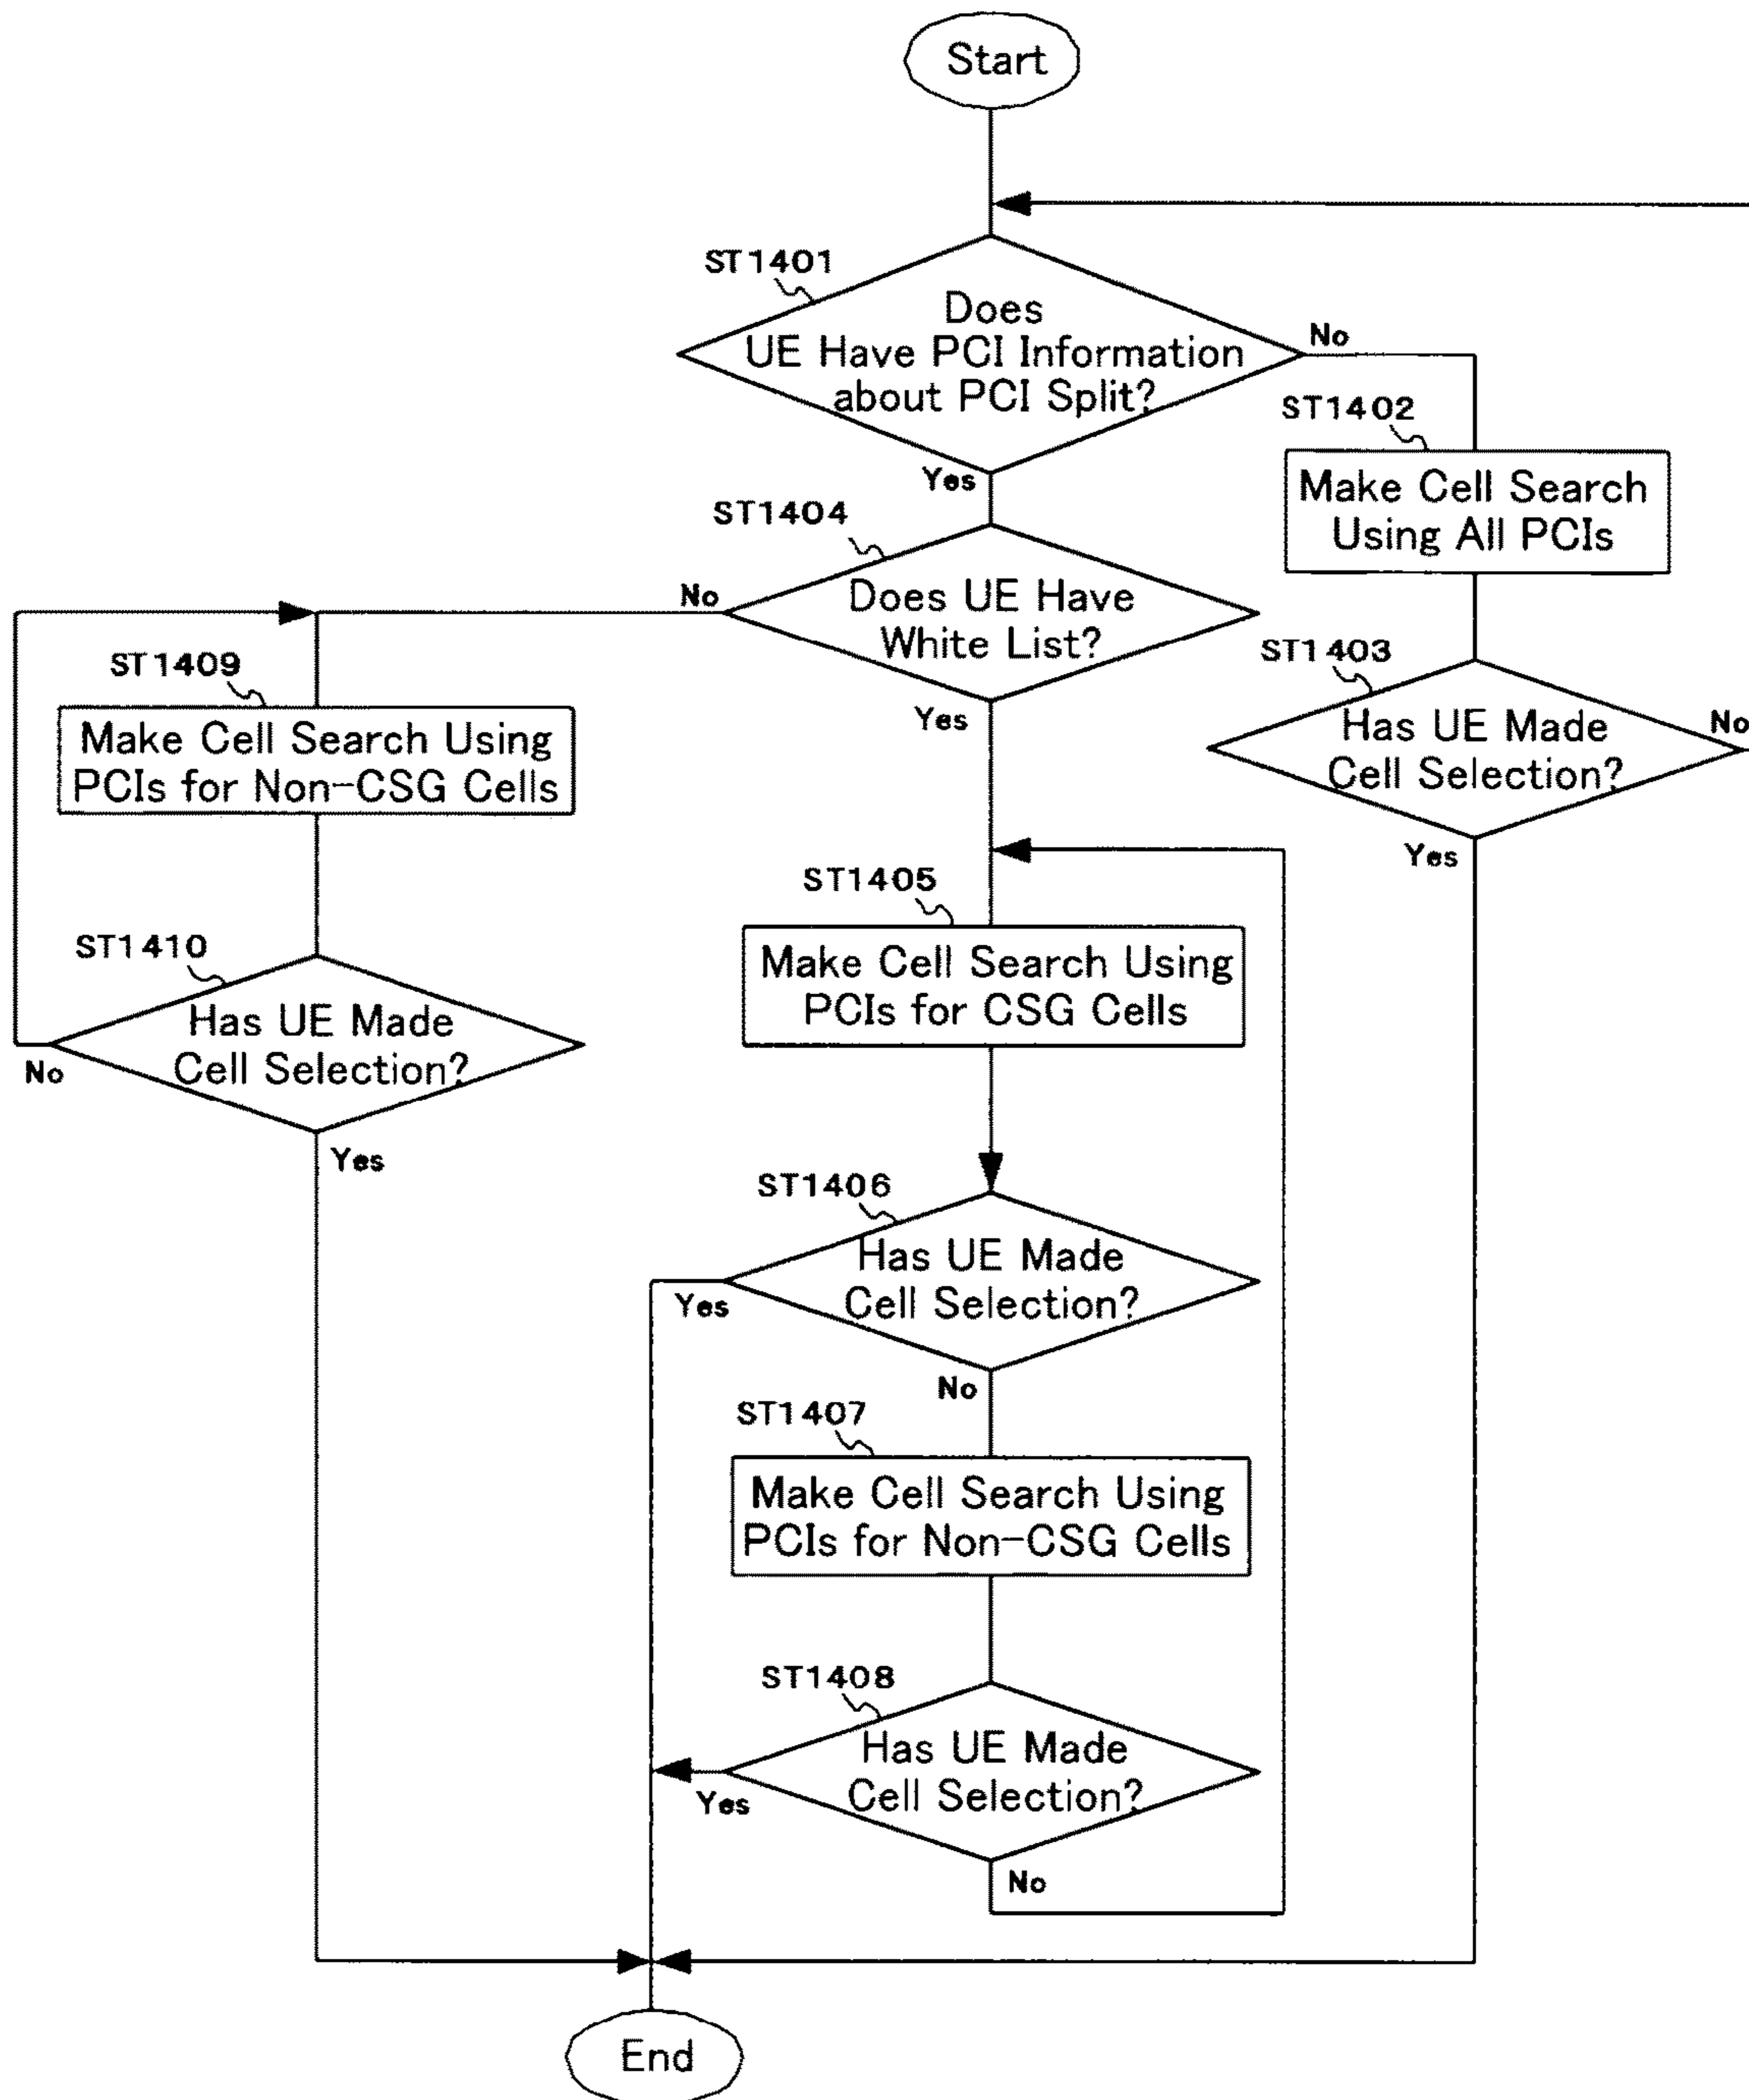 Start
ST1401
Does
UE Have PCI Information
about PCI Split?
No
Yes
ST1402
Make Cell Search
Using All PCIs
ST1404
Does UE Have
White List?
No
Yes
ST1403
Has UE Made
Cell Selection?
No
Yes
ST1409
Make Cell Search Using
PCIs for Non-CSG Cells
ST1405
Make Cell Search Using
PCIs for CSG Cells
ST1410
Has UE Made
Cell Selection?
No
Yes
ST1406
Has UE Made
Cell Selection?
Yes
No
ST1407
Make Cell Search Using
PCIs for Non-CSG Cells
ST1408
Has UE Made
Cell Selection?
Yes
No
End